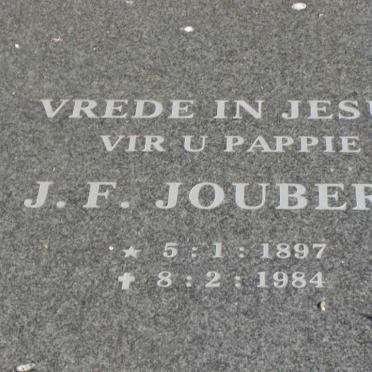 VREDE IN JESU
VIR U PAPPIE
J. F. JOUBER
★ 5 : 1 : 1897
✝ 8 : 2 : 1984